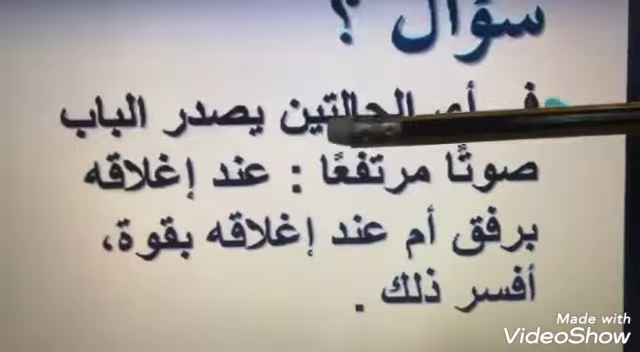 سؤال ؟
في أي الحالتين يصدر الباب
صوتًا مرتفعًا : عند إغلاقه
برفق أم عند إغلاقه بقوة،
أفسر ذلك .
Made with
VideoShow